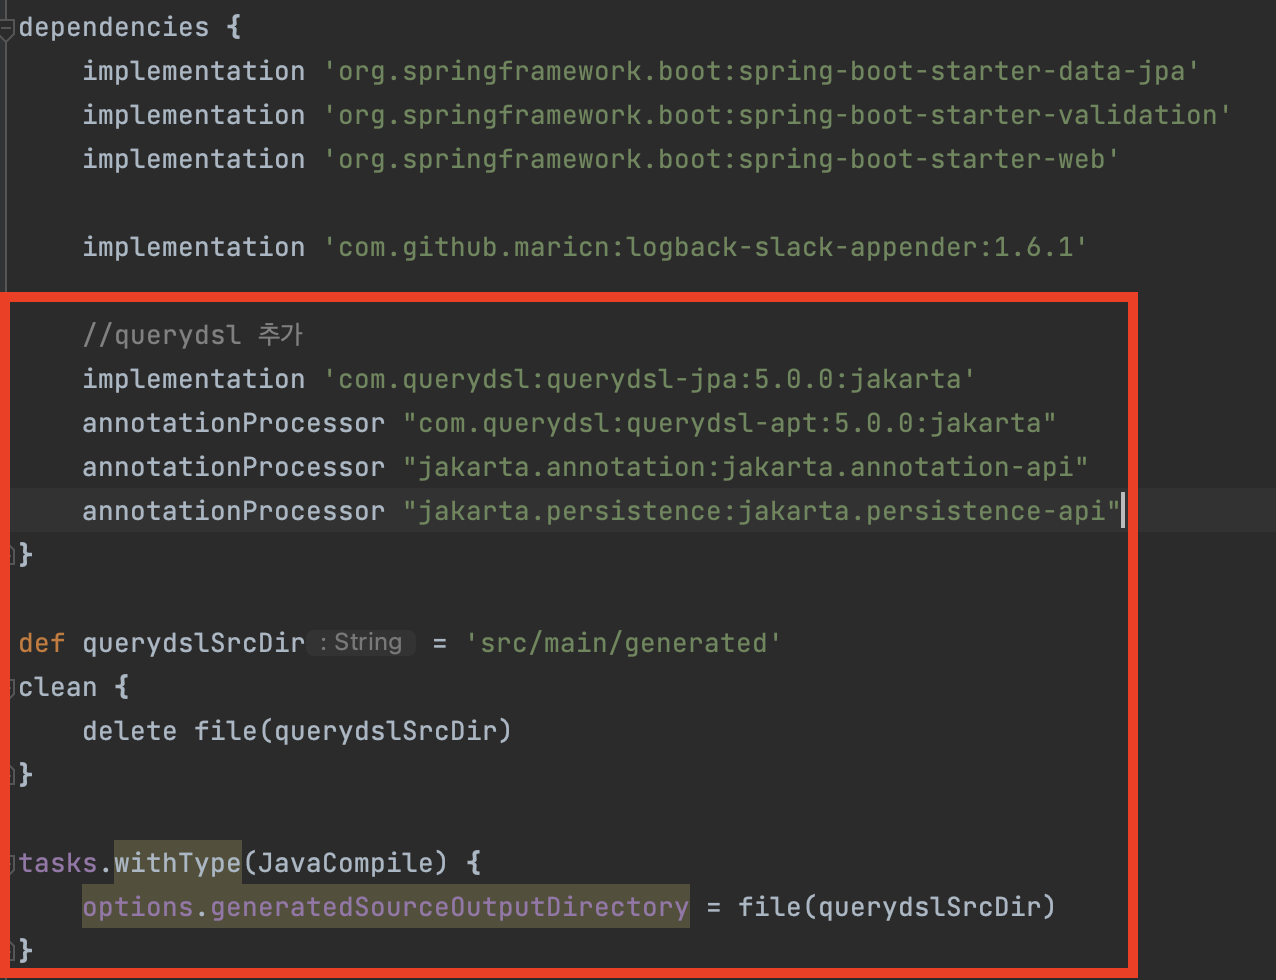 dependencies {
implementation 'org.springframework.boot:spring-boot-starter-data-jpa'
implementation 'org.springframework.boot:spring-boot-starter-validation'
implementation 'org.springframework.boot:spring-boot-starter-web'
implementation 'com.github.maricn:logback-slack-appender:1.6.1'
//querydsl 추가
implementation 'com.querydsl:querydsl-jpa:5.0.0:jakarta'
annotationProcessor "com.querydsl:querydsl-apt:5.0.0:jakarta"
annotationProcessor "jakarta.annotation:jakarta.annotation-api"
annotationProcessor "jakarta.persistence:jakarta.persistence-api"
}
def querydslSrcDir : String = 'src/main/generated'
clean {
delete file(querydslSrcDir)
}
tasks.withType(JavaCompile) {
options.generatedSourceOutputDirectory = file(querydslSrcDir)
}